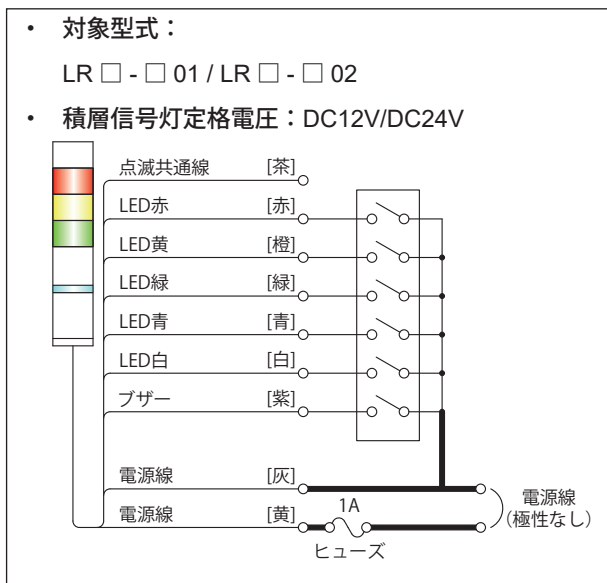 ・ 対象型式：
LR □ - □ 01 / LR □ - □ 02
・ 積層信号灯定格電圧：DC12V/DC24V
点滅共通線 [茶]
LED赤 [赤]
LED黄 [橙]
LED緑 [緑]
LED青 [青]
LED白 [白]
ブザー [紫]
電源線 [灰]
電源線 [黄]
1A
ヒューズ
電源線
(極性なし)